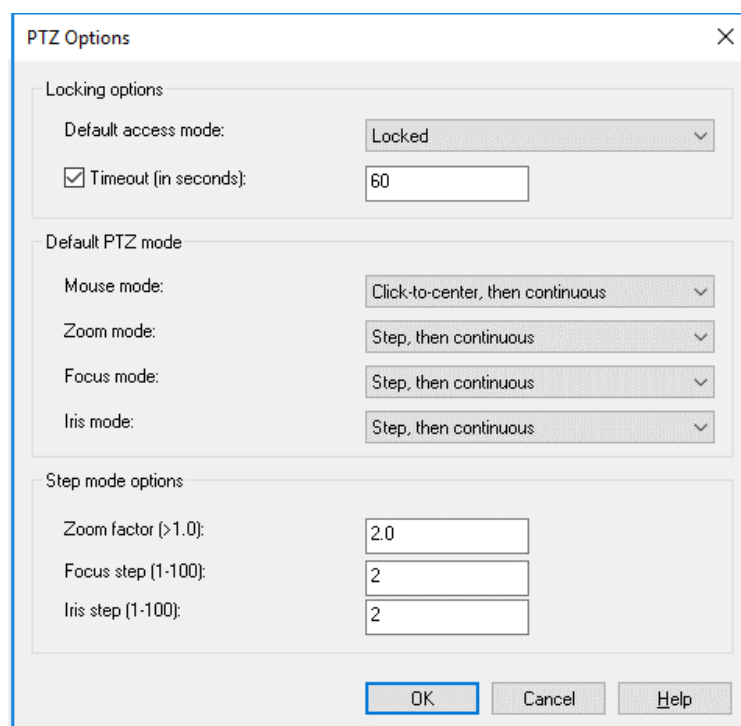 PTZ Options
Locking options
Default access mode: Locked
Timeout (in seconds): 60
Default PTZ mode
Mouse mode: Click-to-center, then continuous
Zoom mode: Step, then continuous
Focus mode: Step, then continuous
Iris mode: Step, then continuous
Step mode options
Zoom factor (>1.0): 2.0
Focus step (1-100): 2
Iris step (1-100): 2
OK Cancel Help